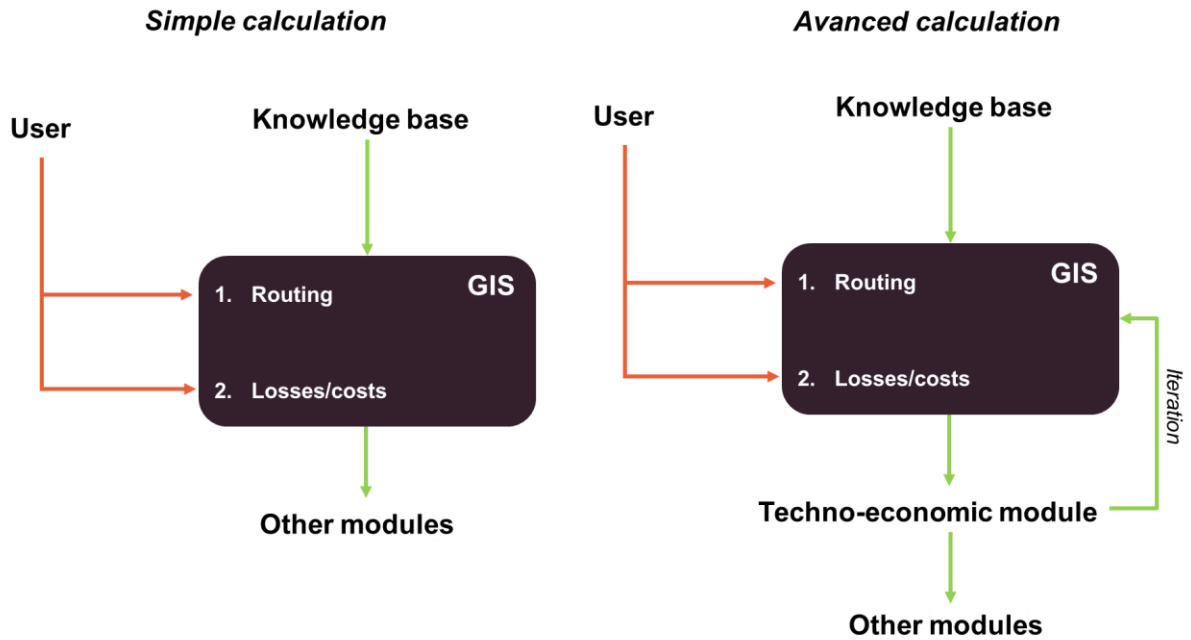 Simple calculation
User
Knowledge base
GIS
1. Routing
2. Losses/costs
Other modules
Avanced calculation
User
Knowledge base
GIS
1. Routing
2. Losses/costs
Iteration
Techno-economic module
Other modules